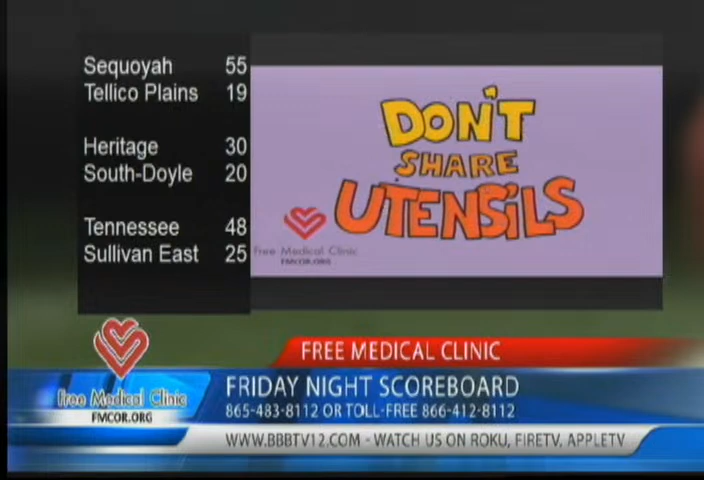 Sequoyah 55
Tellico Plains 19
Heritage 30
South-Doyle 20
Tennessee 48
Sullivan East 25
DON'T
SHARE
UTENSiLS
Free Medical Clinic
FMCOR.ORG
FREE MEDICAL CLINIC
Free Medical Clinic
FMCOR.ORG
FRIDAY NIGHT SCOREBOARD
865-483-8112 OR TOLL-FREE 866-412-8112
WWW.BBBTV12.COM - WATCH US ON ROKU, FIRETV, APPLETV